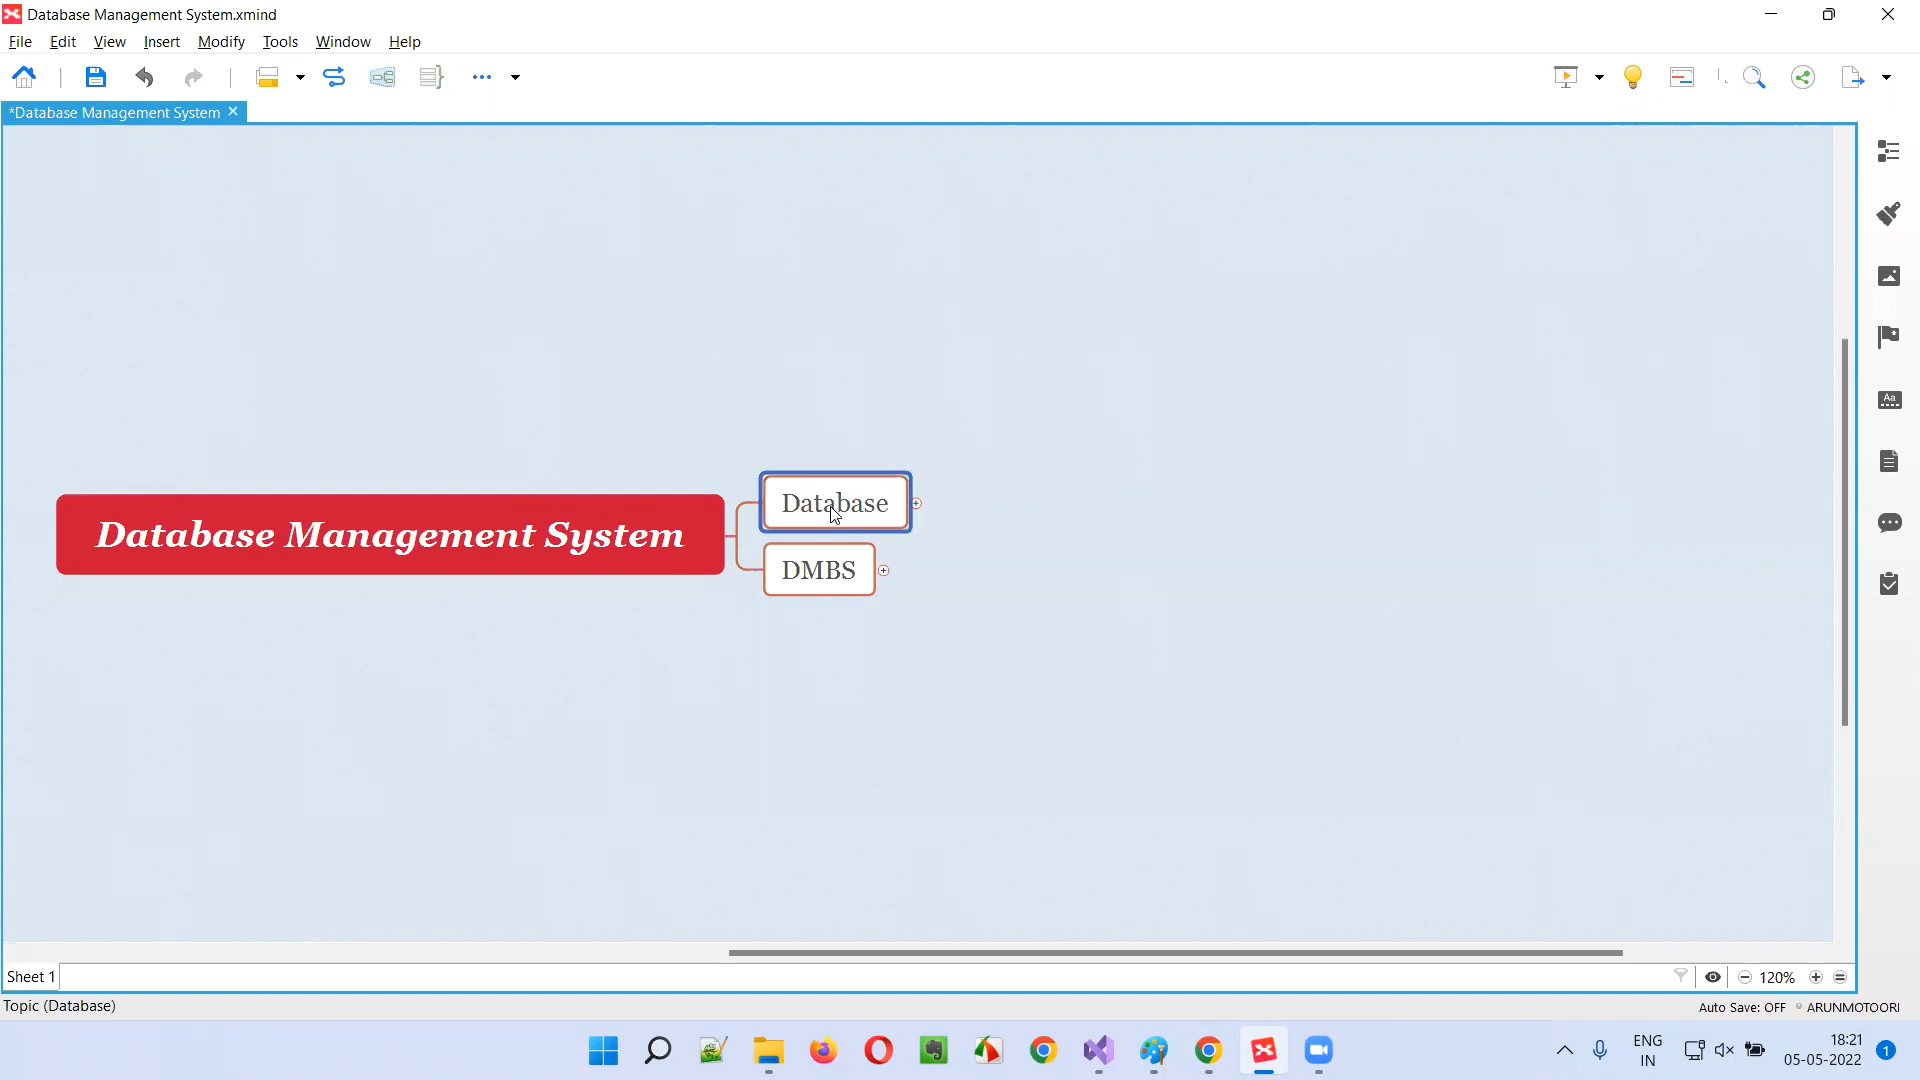 Database Management System.xmind
File Edit View Insert Modify Tools Window Help
*Database Management System
Database
Database Management System
DMBS
Aa
Sheet 1
120%
Topic (Database)
Auto Save: OFF ARUNMOTOORI
ENG
IN
18:21
05-05-2022
1